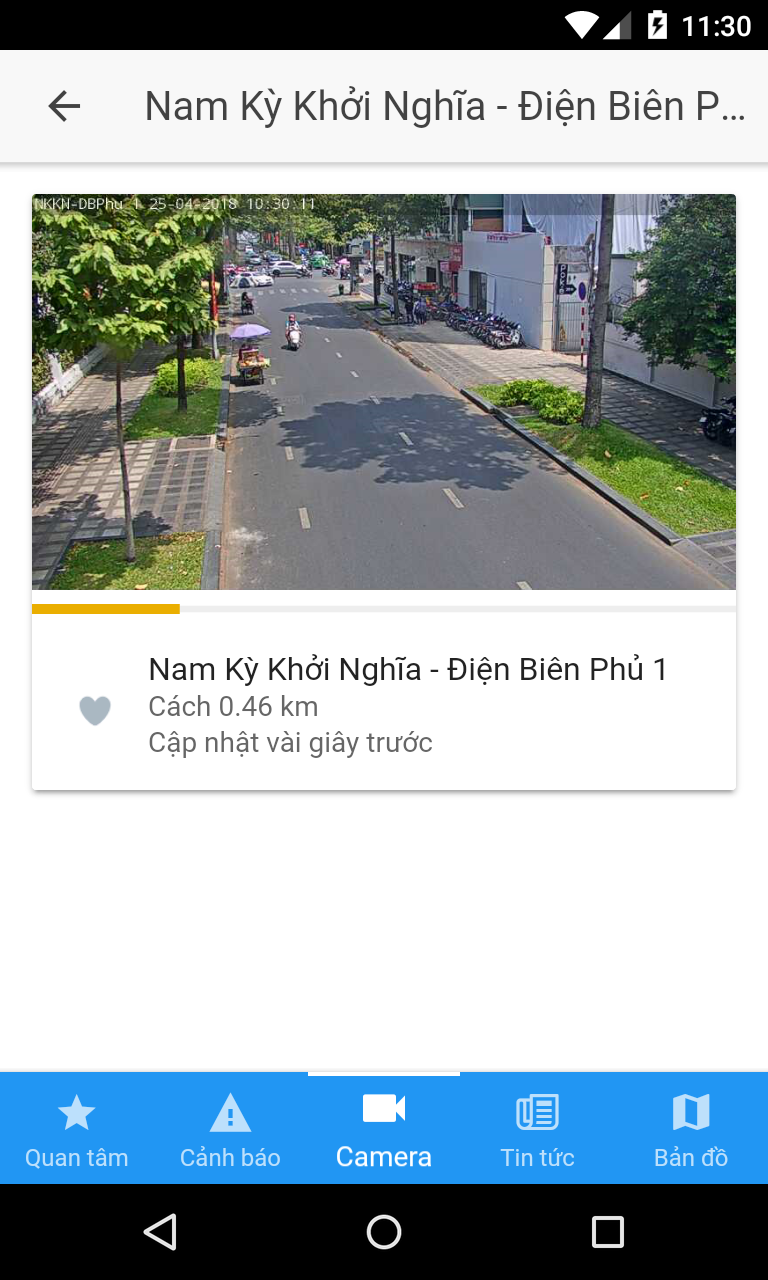 11:30
Nam Kỳ Khởi Nghĩa - Điện Biên P...
NKKN-DBPhu 1 25-04-2018 10:30:11
Nam Kỳ Khởi Nghĩa - Điện Biên Phủ 1
Cách 0.46 km
Cập nhật vài giây trước
Quan tâm
Cảnh báo
Camera
Tin tức
Bản đồ